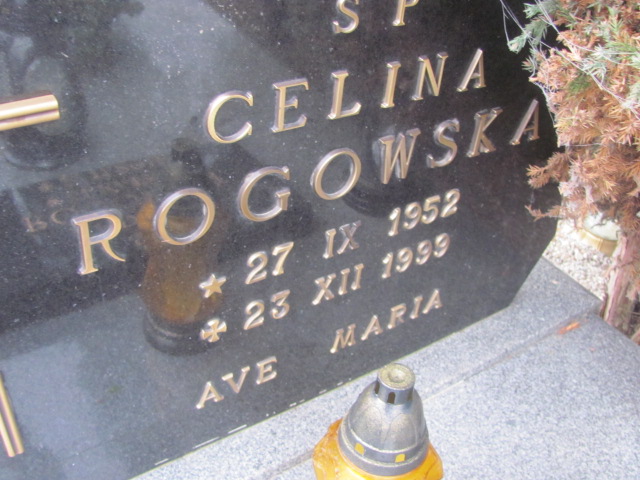 SP
CELINA
ROGOWSKA
* 27 IX 1952
✠ 23 XII 1999
AVE MARIA